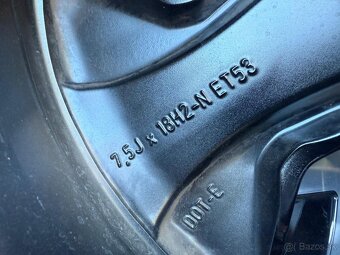 7,5J x 18H2-N ET53
DOT-E
© Bazos.sk